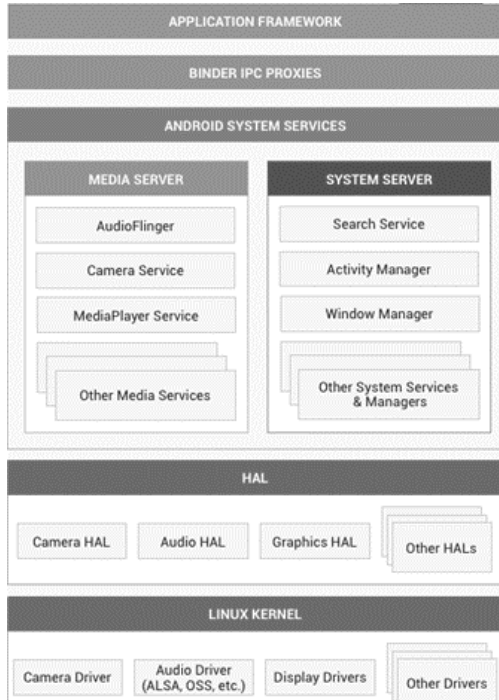 APPLICATION FRAMEWORK
BINDER IPC PROXIES
ANDROID SYSTEM SERVICES
MEDIA SERVER
AudioFlinger
Camera Service
MediaPlayer Service
Other Media Services
SYSTEM SERVER
Search Service
Activity Manager
Window Manager
Other System Services
& Managers
HAL
Camera HAL
Audio HAL
Graphics HAL
Other HALs
LINUX KERNEL
Camera Driver
Audio Driver
(ALSA, OSS, etc.)
Display Drivers
Other Drivers